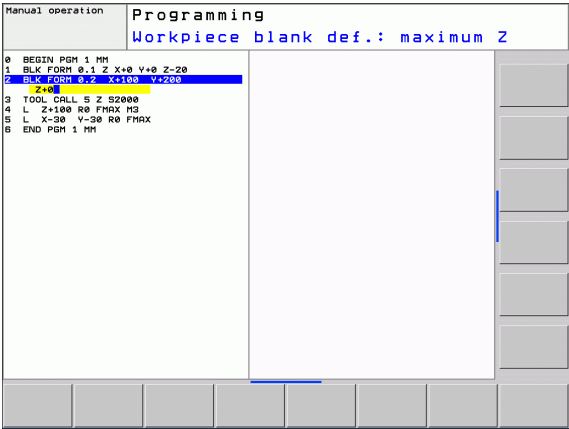 Manual operation
Programming
Workpiece blank def.: maximum Z
0 BEGIN PGM 1 MM
1 BLK FORM 0.1 Z X+0 Y+0 Z-20
2 BLK FORM 0.2 X+100 Y+200
Z+0
3 TOOL CALL 5 Z S2000
4 L Z+100 R0 FMAX M3
5 L X-30 Y-30 R0 FMAX
6 END PGM 1 MM